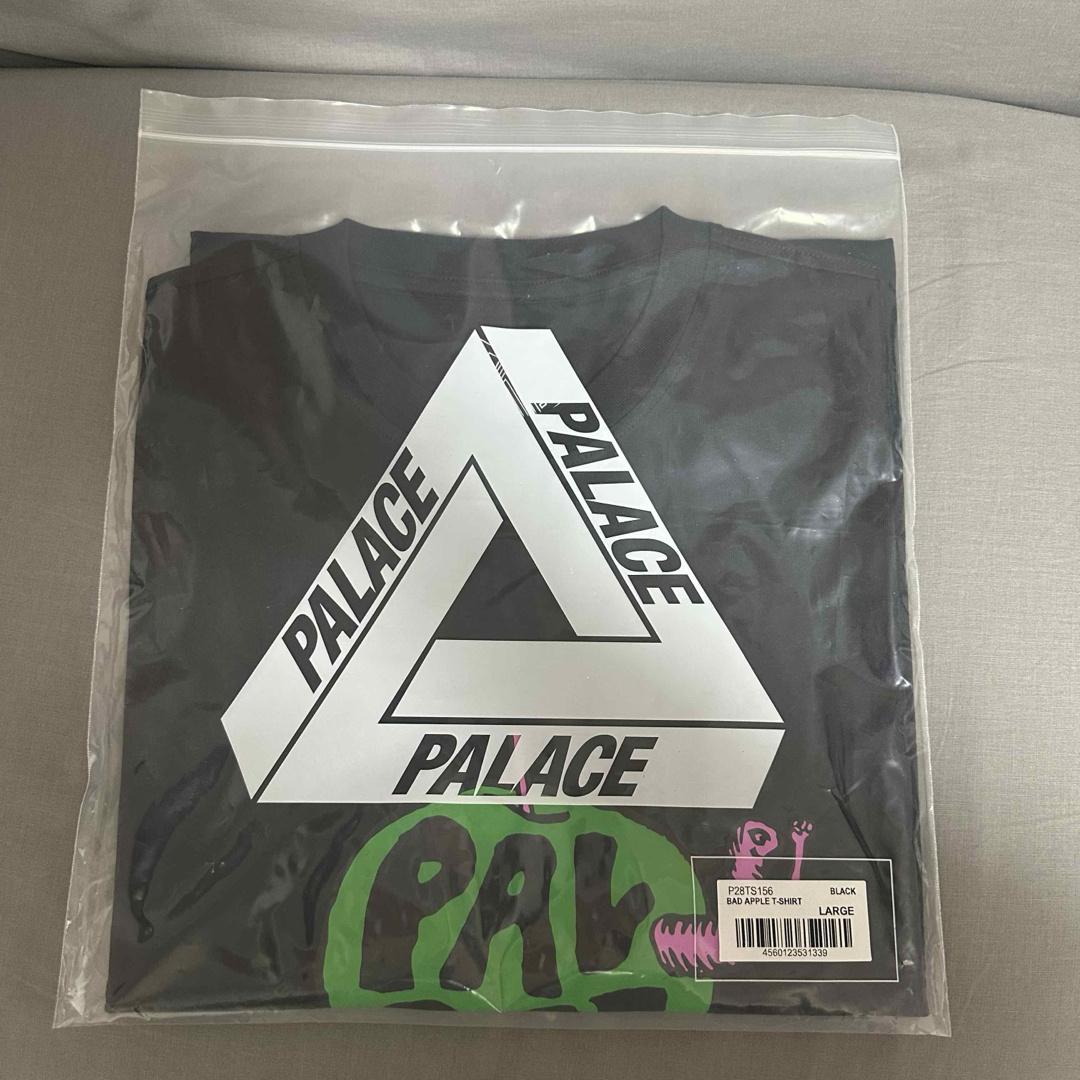 PALACE
PALACE
PALACE
PAL
P28TS156 BLACK
BAD APPLE T-SHIRT
LARGE
4560123531339